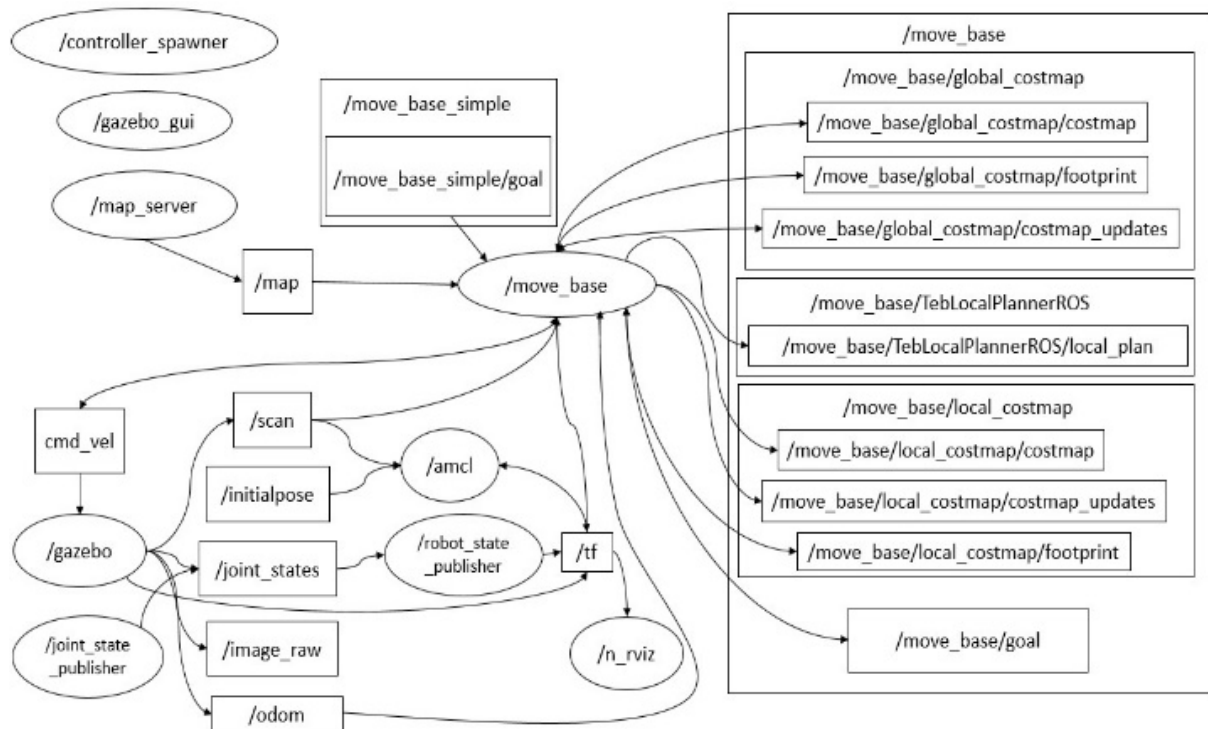 /controller_spawner
/gazebo_gui
/map_server
/map
/move_base_simple
/move_base_simple/goal
/move_base
cmd_vel
/scan
/initialpose
/amcl
/gazebo
/joint_states
/robot_state
_publisher
/tf
/joint_state
_publisher
/image_raw
/odom
/n_rviz
/move_base
/move_base/global_costmap
/move_base/global_costmap/costmap
/move_base/global_costmap/footprint
/move_base/global_costmap/costmap_updates
/move_base/TebLocalPlannerROS
/move_base/TebLocalPlannerROS/local_plan
/move_base/local_costmap
/move_base/local_costmap/costmap
/move_base/local_costmap/costmap_updates
/move_base/local_costmap/footprint
/move_base/goal